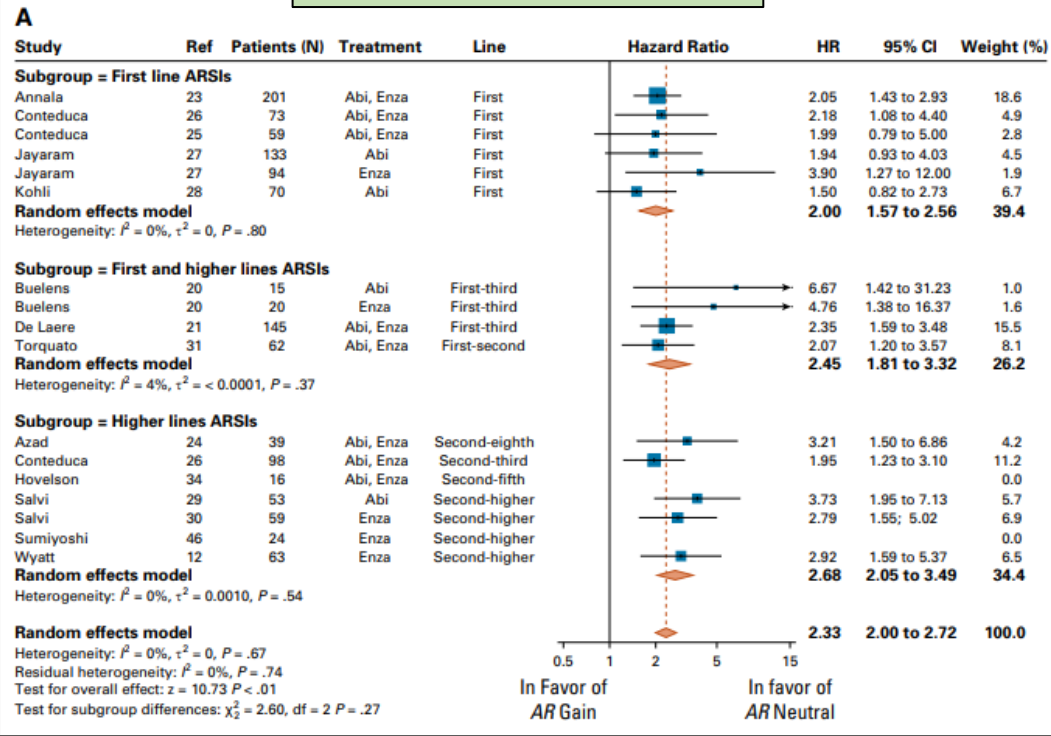 A
Study Ref Patients (N) Treatment Line Hazard Ratio HR 95% CI Weight (%)
Subgroup = First line ARSIs
Annala 23 201 Abi, Enza First 2.05 1.43 to 2.93 18.6
Conteduca 26 73 Abi, Enza First 2.18 1.08 to 4.40 4.9
Conteduca 25 59 Abi, Enza First 1.99 0.79 to 5.00 2.8
Jayaram 27 133 Abi First 1.94 0.93 to 4.03 4.5
Jayaram 27 94 Enza First 3.90 1.27 to 12.00 1.9
Kohli 28 70 Abi First 1.50 0.82 to 2.73 6.7
Random effects model 2.00 1.57 to 2.56 39.4
Heterogeneity: I² = 0%, τ² = 0, P = .80
Subgroup = First and higher lines ARSIs
Buelens 20 15 Abi First-third 6.67 1.42 to 31.23 1.0
Buelens 20 20 Enza First-third 4.76 1.38 to 16.37 1.6
De Laere 21 145 Abi, Enza First-third 2.35 1.59 to 3.48 15.5
Torquato 31 62 Abi, Enza First-second 2.07 1.20 to 3.57 8.1
Random effects model 2.45 1.81 to 3.32 26.2
Heterogeneity: I² = 4%, τ² = < 0.0001, P = .37
Subgroup = Higher lines ARSIs
Azad 24 39 Abi, Enza Second-eighth 3.21 1.50 to 6.86 4.2
Conteduca 26 98 Abi, Enza Second-third 1.95 1.23 to 3.10 11.2
Hovelson 34 16 Abi, Enza Second-fifth 0.0
Salvi 29 53 Abi Second-higher 3.73 1.95 to 7.13 5.7
Salvi 30 59 Enza Second-higher 2.79 1.55; 5.02 6.9
Sumiyoshi 46 24 Enza Second-higher 0.0
Wyatt 12 63 Enza Second-higher 2.92 1.59 to 5.37 6.5
Random effects model 2.68 2.05 to 3.49 34.4
Heterogeneity: I² = 0%, τ² = 0.0010, P = .54
Random effects model 2.33 2.00 to 2.72 100.0
Heterogeneity: I² = 0%, τ² = 0, P = .67
Residual heterogeneity: I² = 0%, P = .74
Test for overall effect: z = 10.73 P < .01
Test for subgroup differences: χ²₂ = 2.60, df = 2 P = .27
0.5 1 2 5 15
In Favor of In favor of
AR Gain AR Neutral